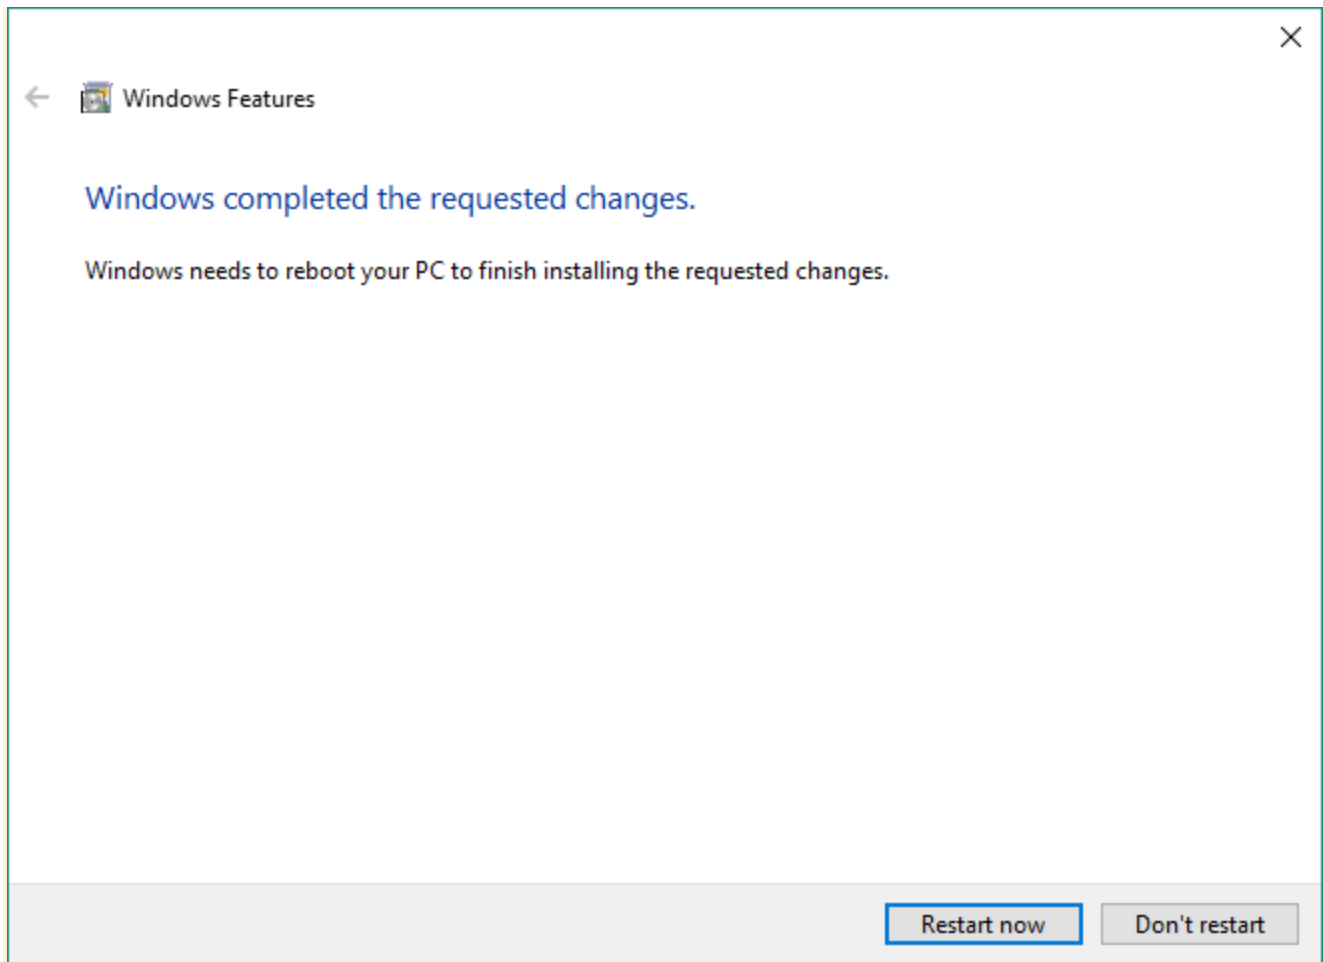 Windows Features
Windows completed the requested changes.
Windows needs to reboot your PC to finish installing the requested changes.
Restart now
Don't restart